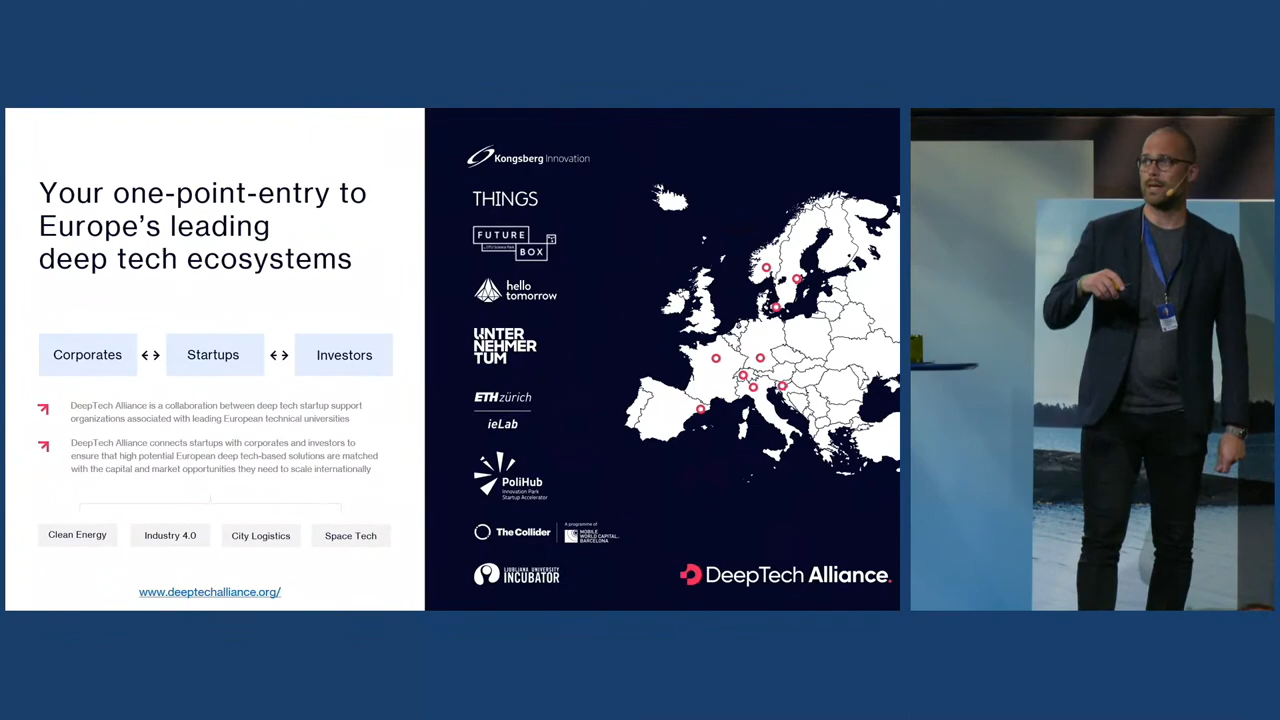 Your one-point-entry to
Europe's leading
deep tech ecosystems
Corporates
Startups
Investors
DeepTech Alliance is a collaboration between deep tech startup support
organizations associated with leading European technical universities
DeepTech Alliance connects startups with corporates and investors to
ensure that high potential European deep tech-based solutions are matched
with the capital and market opportunities they need to scale internationally
Clean Energy
Industry 4.0
City Logistics
Space Tech
www.deeptechalliance.org/
Kongsberg Innovation
THINGS
FUTURE
BOX
hello
tomorrow
UNTER
NEHMER
TUM
ETH zürich
ieLab
PoliHub
Innovation Park
Startup Accelerator
The Collider
A programme of
MOBILE
WORLD CAPITAL
BARCELONA
LJUBLJANA UNIVERSITY
INCUBATOR
DeepTech Alliance.